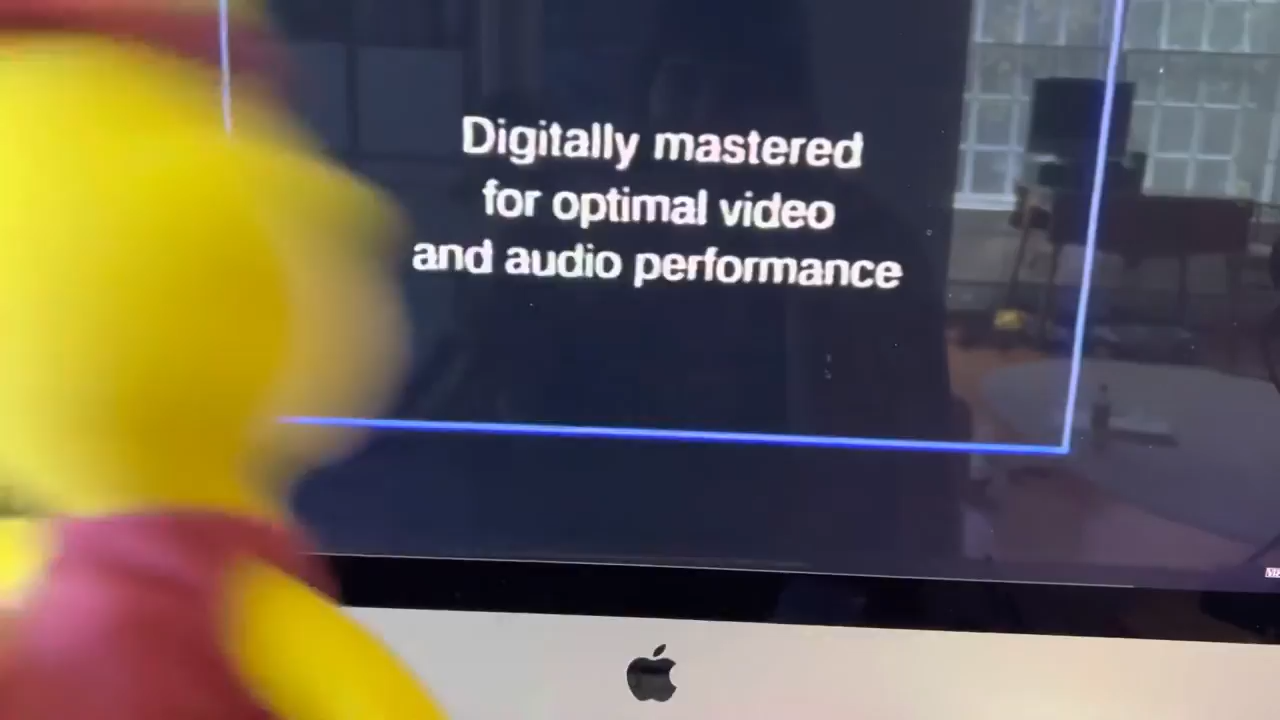 Digitally mastered
for optimal video
and audio performance